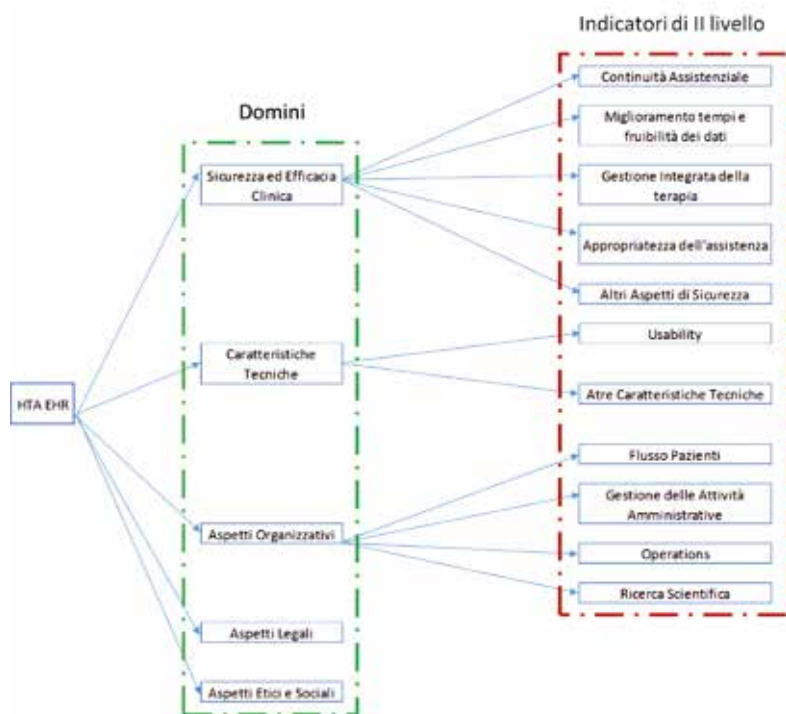 Indicatori di II livello
Continuità Assistenziale
Domini
Miglioramento tempi e
fruibilità dei dati
Sicurezza ed Efficacia
Clinica
Gestione Integrata della
terapia
Appropriatezza dell'assistenza
Altri Aspetti di Sicurezza
Usability
Caratteristiche
Tecniche
Atre Caratteristiche Tecniche
HTA EHR
Flusso Pazienti
Gestione delle Attività
Amministrative
Aspetti Organizzativi
Operations
Ricerca Scientifica
Aspetti Legali
Aspetti Etici e Sociali